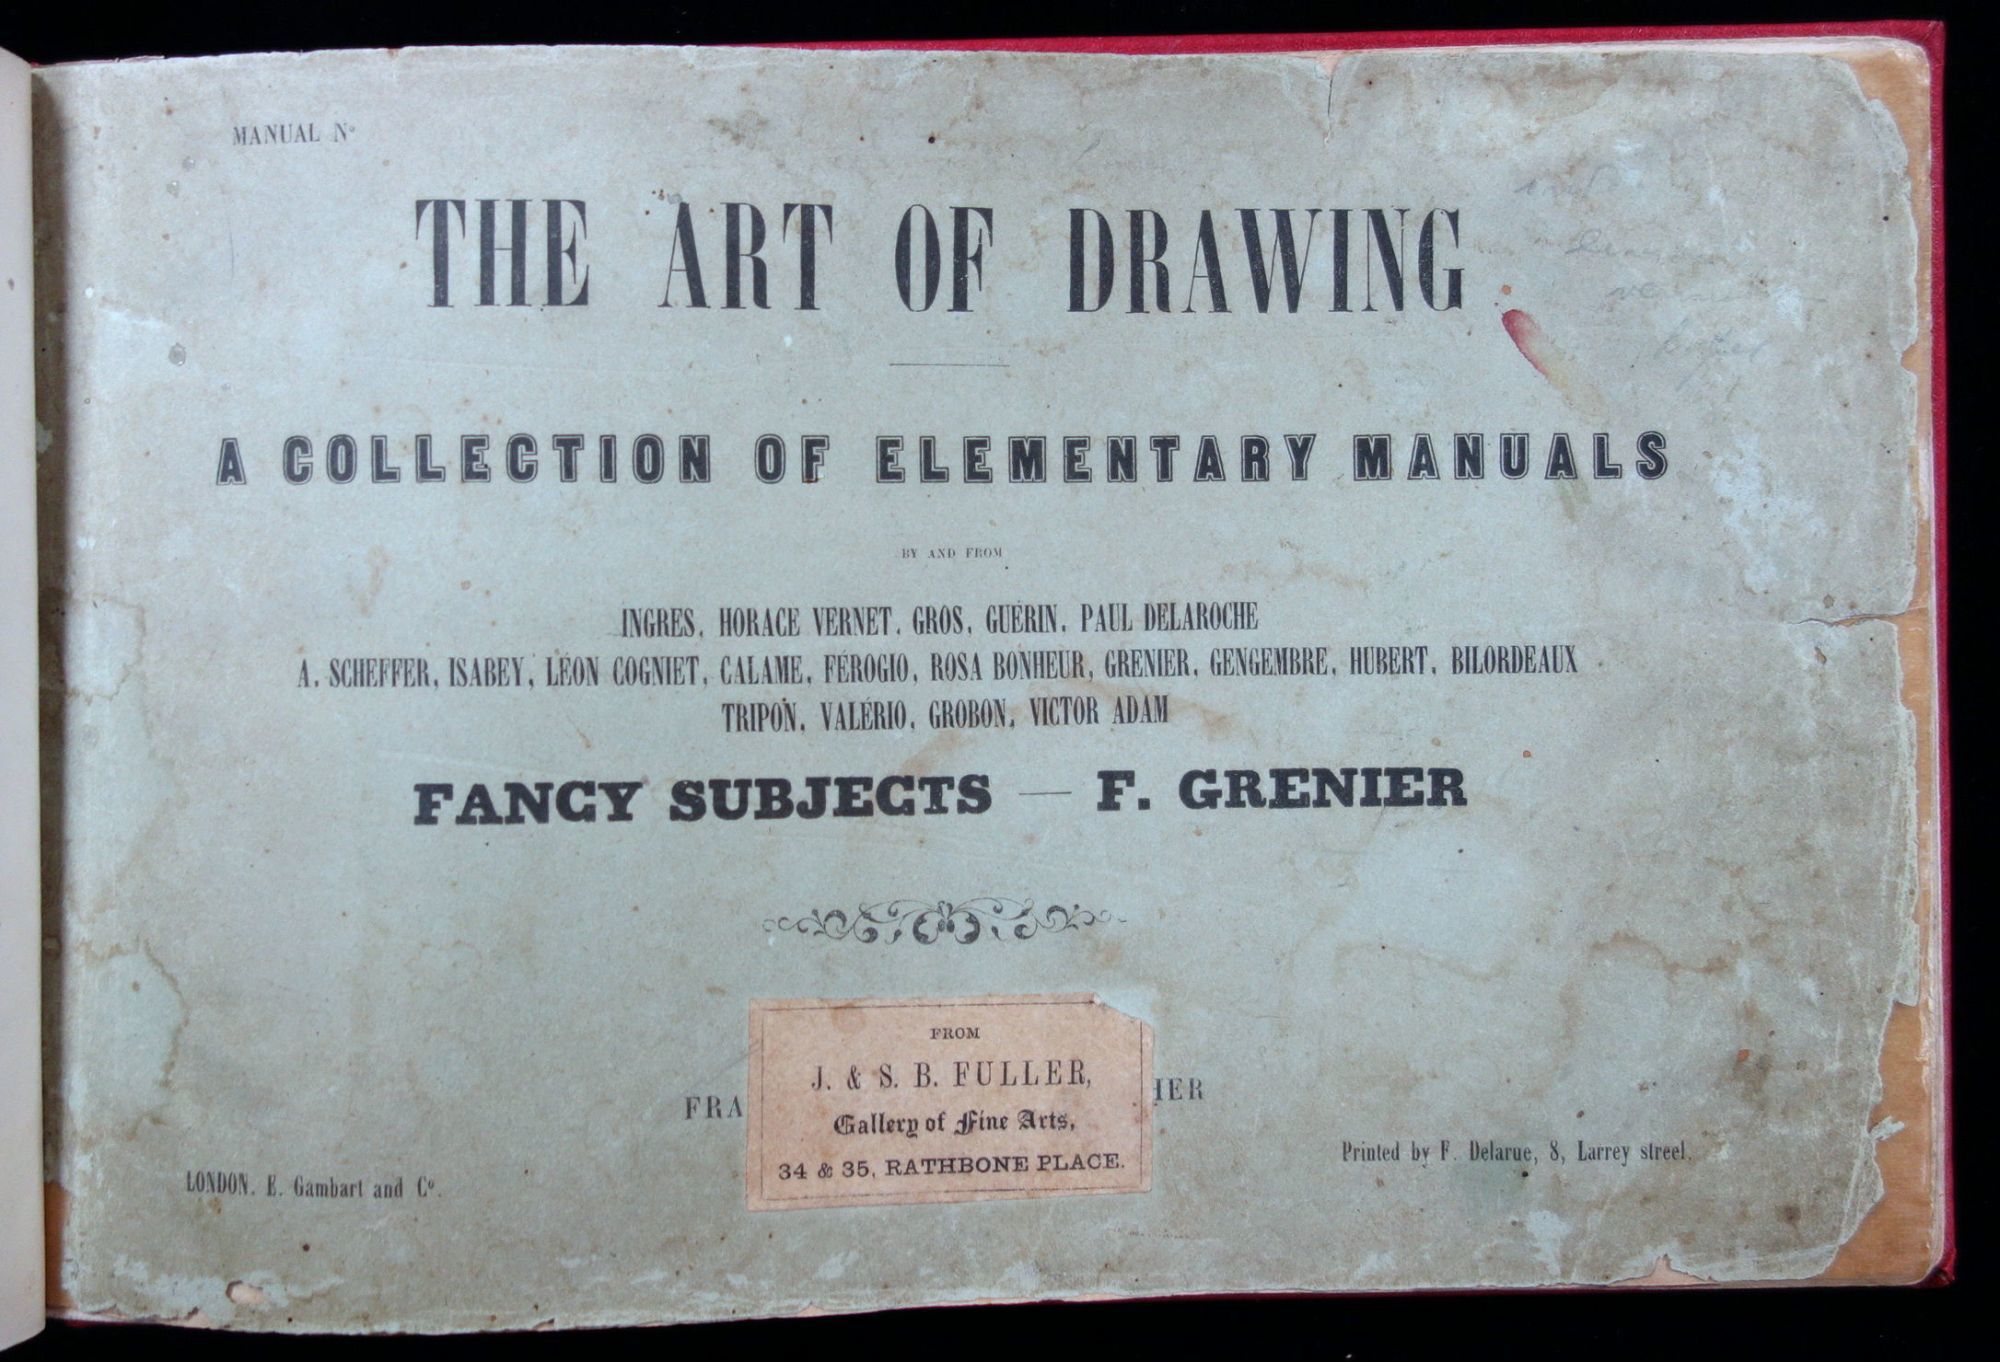 MANUAL Nº
THE ART OF DRAWING
A COLLECTION OF ELEMENTARY MANUALS
BY AND FROM
INGRES, HORACE VERNET, GROS, GUÉRIN, PAUL DELAROCHE
A. SCHEFFER, ISABEY, LÉON COGNIET, CALAME, FÉROGIO, ROSA BONHEUR, GRENIER, GENGEMBRE, HUBERT, BILORDEAUX
TRIPON, VALÉRIO, GROBON, VICTOR ADAM
FANCY SUBJECTS — F. GRENIER
FROM
J. & S. B. FULLER,
Gallery of Fine Arts,
34 & 35, RATHBONE PLACE.
FRA IER
LONDON. E. Gambart and Cº.
Printed by F. Delarue, 8, Larrey street.